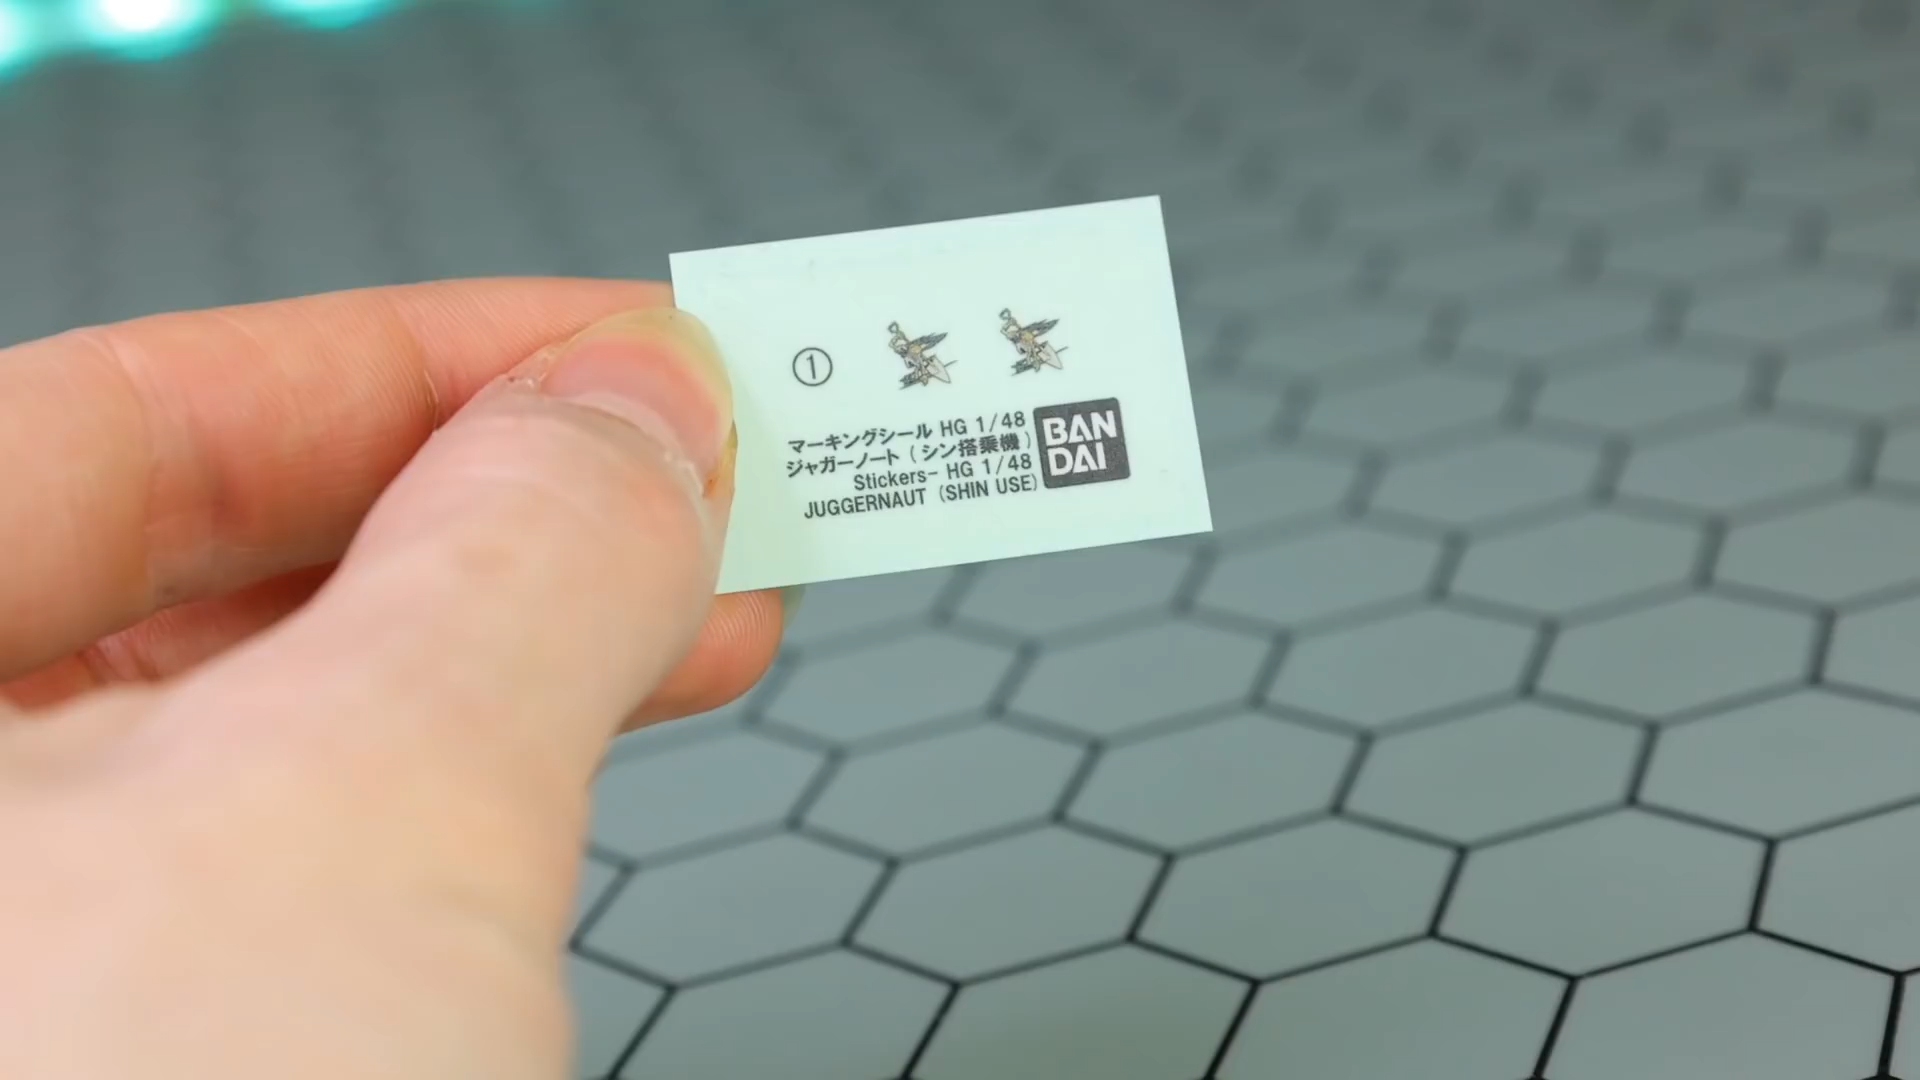 ①
マーキングシール HG 1/48
ジャガーノート (シン搭乗機)
Stickers- HG 1/48
JUGGERNAUT (SHIN USE)
BAN
DAI